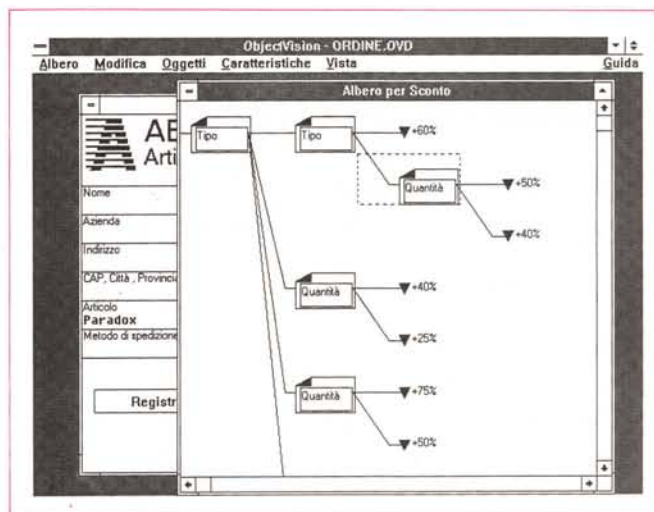 ObjectVision - ORDINE.OVD
Albero Modifica Oggetti Caratteristiche Vista Guida
Albero per Sconto
AB
Arti
Nome
Azienda
Indirizzo
CAP, Città , Provincia
Articolo
Paradox
Metodo di spedizione
Registr
Tipo
Tipo
+60%
Quantità
+50%
+40%
Quantità
+40%
+25%
Quantità
+75%
+50%